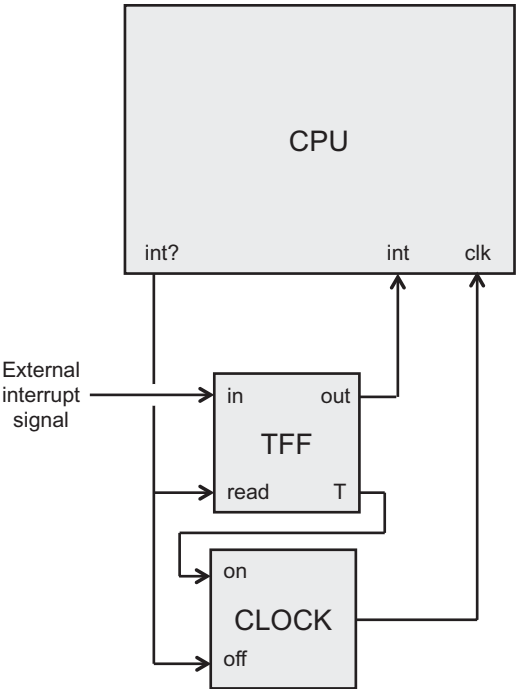 CPU
int?
int
clk
External
interrupt
signal
in
out
TFF
read
T
on
CLOCK
off